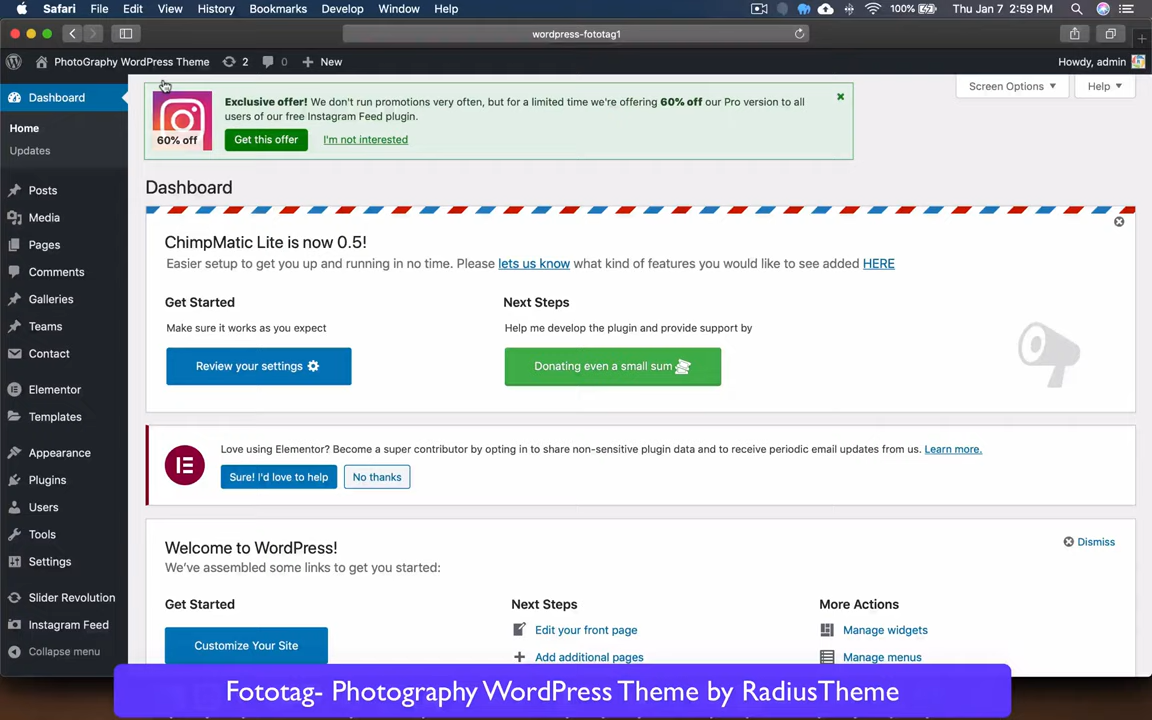 Safari File Edit View History Bookmarks Develop Window Help 100% Thu Jan 7 2:59 PM
wordpress-fototag1
PhotoGraphy WordPress Theme 2 0 New Howdy, admin
Screen Options Help
Exclusive offer! We don't run promotions very often, but for a limited time we're offering 60% off our Pro version to all
users of our free Instagram Feed plugin.
60% off
Get this offer I'm not interested
Dashboard
Home
Updates
Posts
Media
Pages
Comments
Galleries
Teams
Contact
Elementor
Templates
Appearance
Plugins
Users
Tools
Settings
Slider Revolution
Instagram Feed
Collapse menu
Dashboard
ChimpMatic Lite is now 0.5!
Easier setup to get you up and running in no time. Please lets us know what kind of features you would like to see added HERE
Get Started
Make sure it works as you expect
Review your settings
Next Steps
Help me develop the plugin and provide support by
Donating even a small sum
Love using Elementor? Become a super contributor by opting in to share non-sensitive plugin data and to receive periodic email updates from us. Learn more.
Sure! I'd love to help No thanks
Welcome to WordPress!
Dismiss
We've assembled some links to get you started:
Get Started
Customize Your Site
Next Steps
Edit your front page
Add additional pages
More Actions
Manage widgets
Manage menus
Fototag- Photography WordPress Theme by RadiusTheme